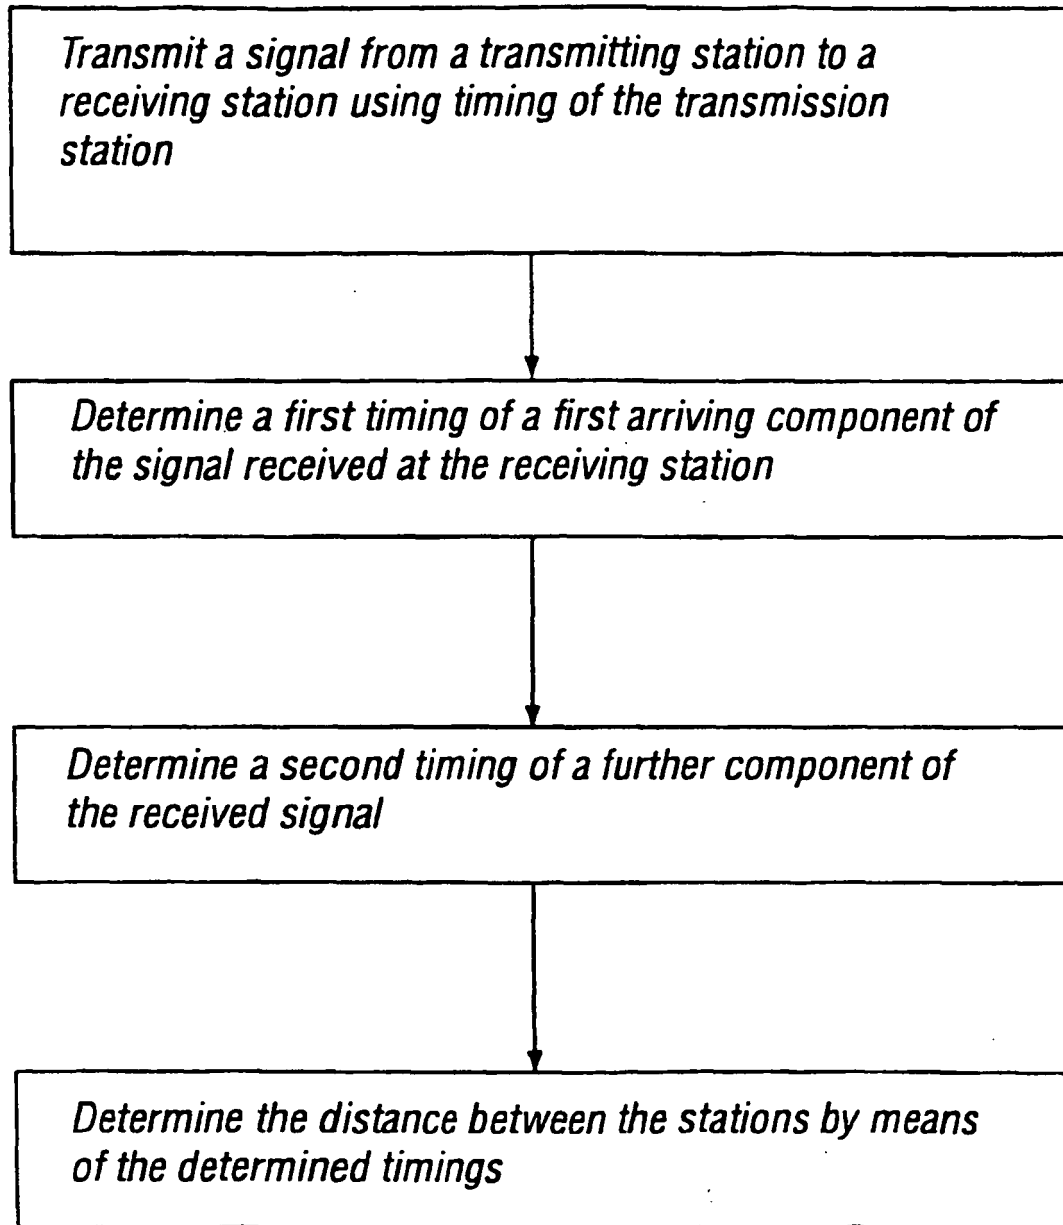 Transmit a signal from a transmitting station to a
receiving station using timing of the transmission
station
Determine a first timing of a first arriving component of
the signal received at the receiving station
Determine a second timing of a further component of
the received signal
Determine the distance between the stations by means
of the determined timings